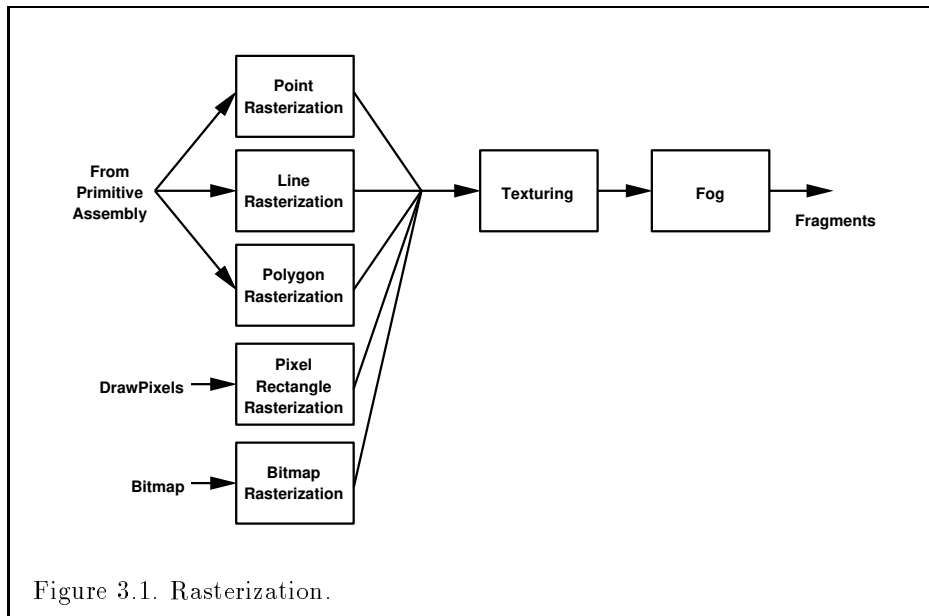 Point
Rasterization
From
Primitive
Assembly
Line
Rasterization
Texturing
Fog
Fragments
Polygon
Rasterization
DrawPixels
Pixel
Rectangle
Rasterization
Bitmap
Bitmap
Rasterization
Figure 3.1. Rasterization.